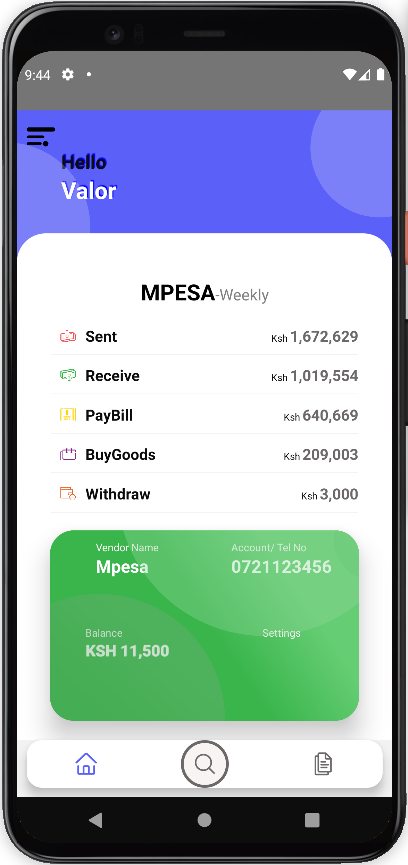 9:44
Hello
Valor
MPESA-Weekly
Sent Ksh 1,672,629
Receive Ksh 1,019,554
PayBill Ksh 640,669
BuyGoods Ksh 209,003
Withdraw Ksh 3,000
Vendor Name Account/ Tel No
Mpesa 0721123456
Balance Settings
KSH 11,500